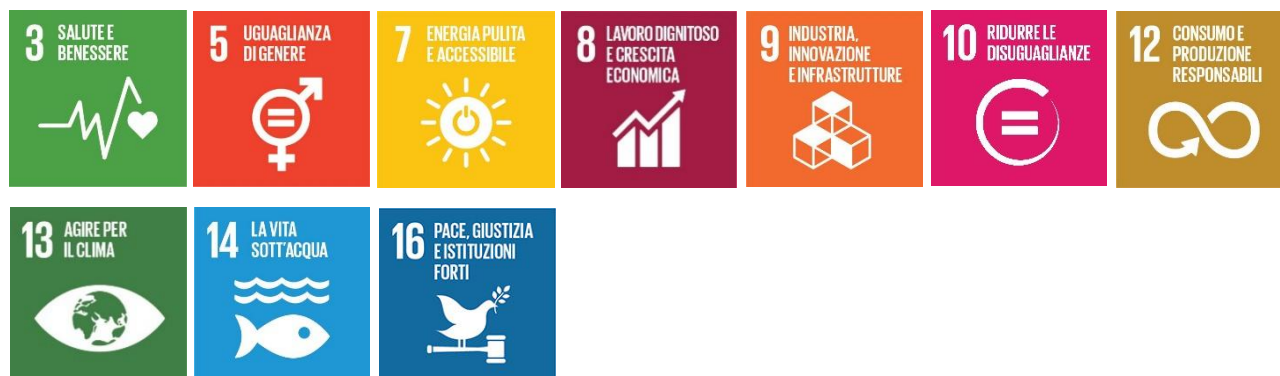 3 SALUTE E
BENESSERE
5 UGUAGLIANZA
DI GENERE
7 ENERGIA PULITA
E ACCESSIBILE
8 LAVORO DIGNITOSO
E CRESCITA
ECONOMICA
9 INDUSTRIA,
INNOVAZIONE
E INFRASTRUTTURE
10 RIDURRE LE
DISUGUAGLIANZE
12 CONSUMO E
PRODUZIONE
RESPONSABILI
13 AGIRE PER
IL CLIMA
14 LA VITA
SOTT'ACQUA
16 PACE, GIUSTIZIA
E ISTITUZIONI
FORTI